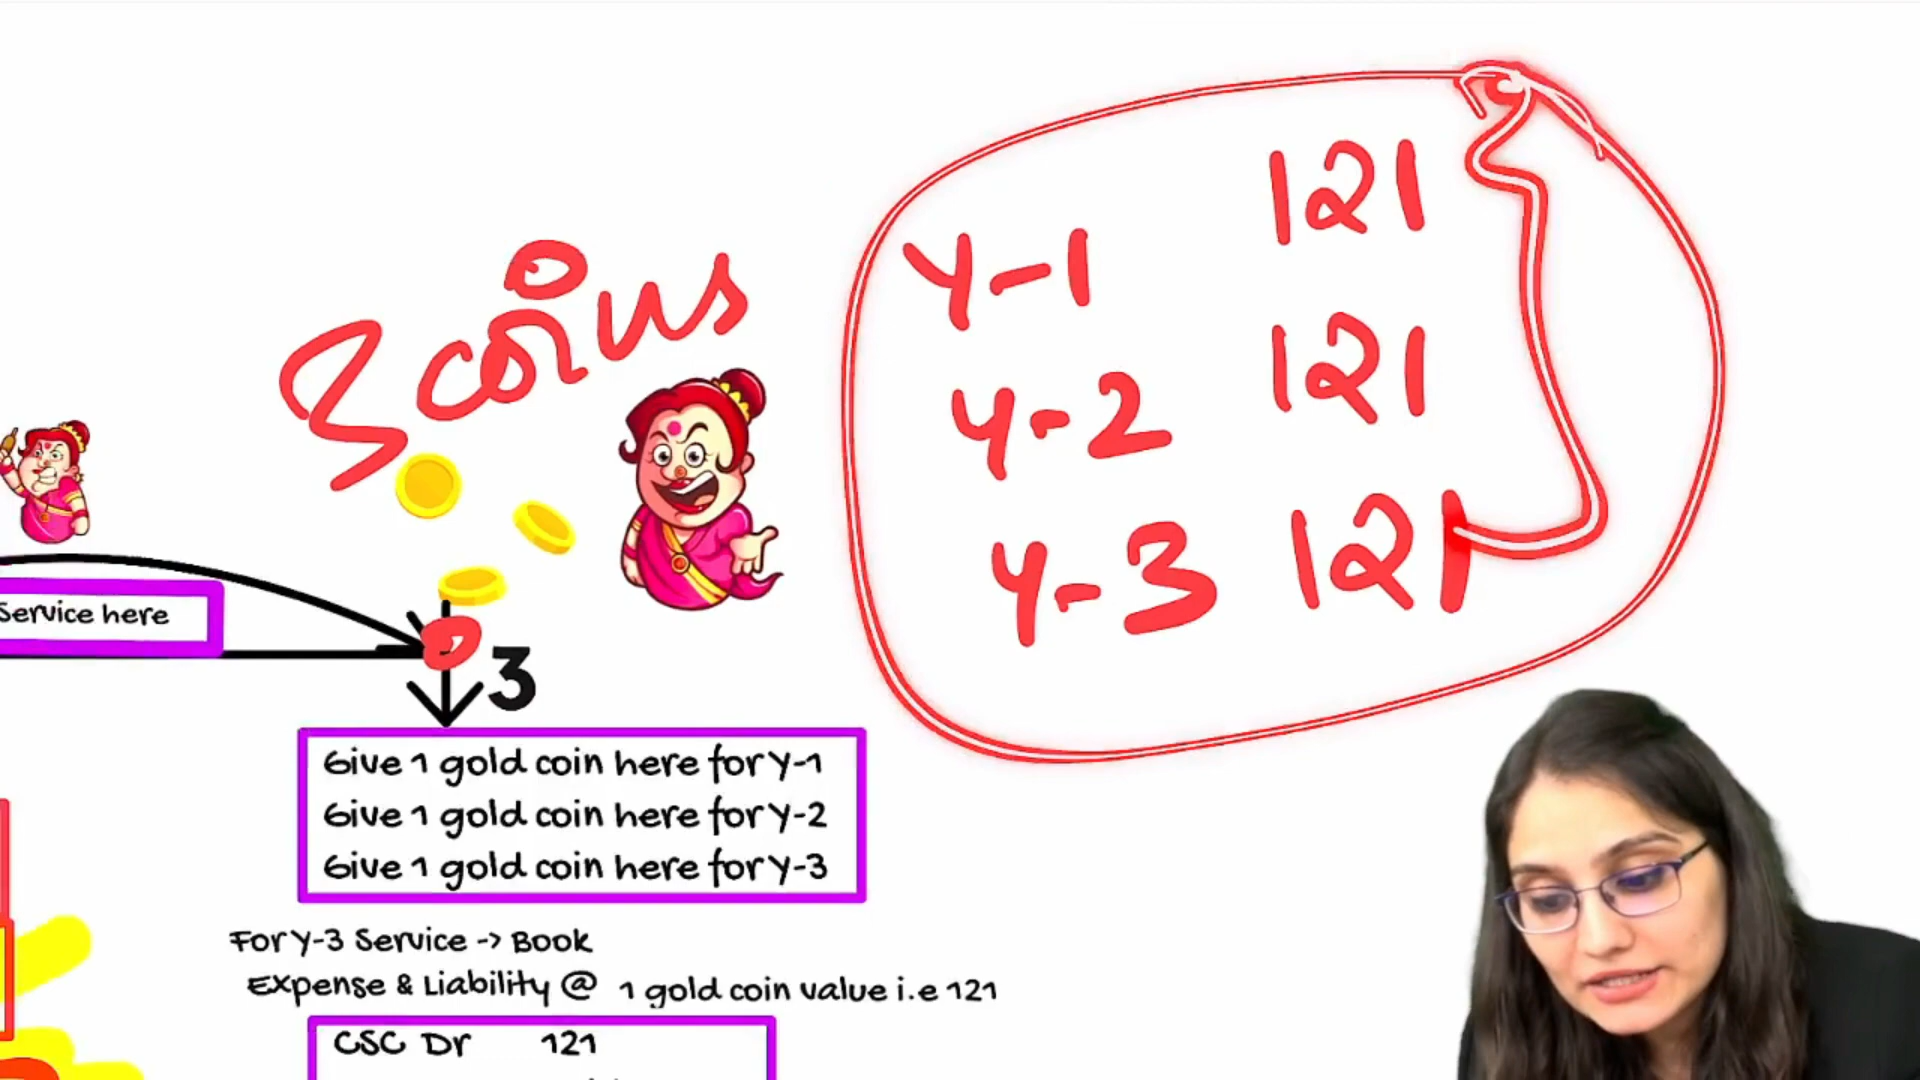 3 coins
Y-1 121
Y-2 121
Y-3 121
Service here
3
Give 1 gold coin here for Y-1
Give 1 gold coin here for Y-2
Give 1 gold coin here for Y-3
For Y-3 Service -> Book
Expense & Liability @ 1 gold coin value i.e 121
CSC Dr 121